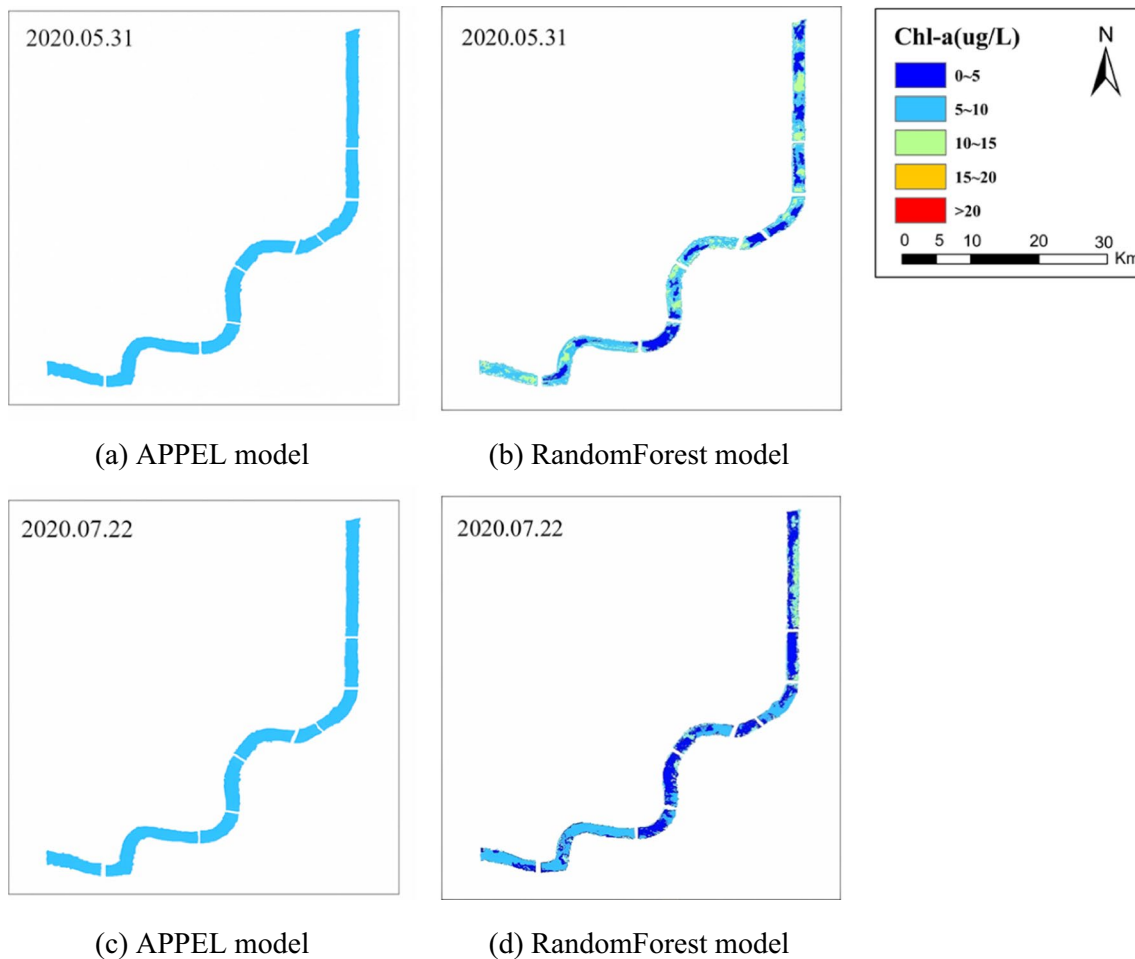 2020.05.31
2020.05.31
Chl-a(ug/L)
N
0~5
5~10
10~15
15~20
>20
0 5 10 20 30
Km
(a) APPEL model
(b) RandomForest model
2020.07.22
2020.07.22
(c) APPEL model
(d) RandomForest model